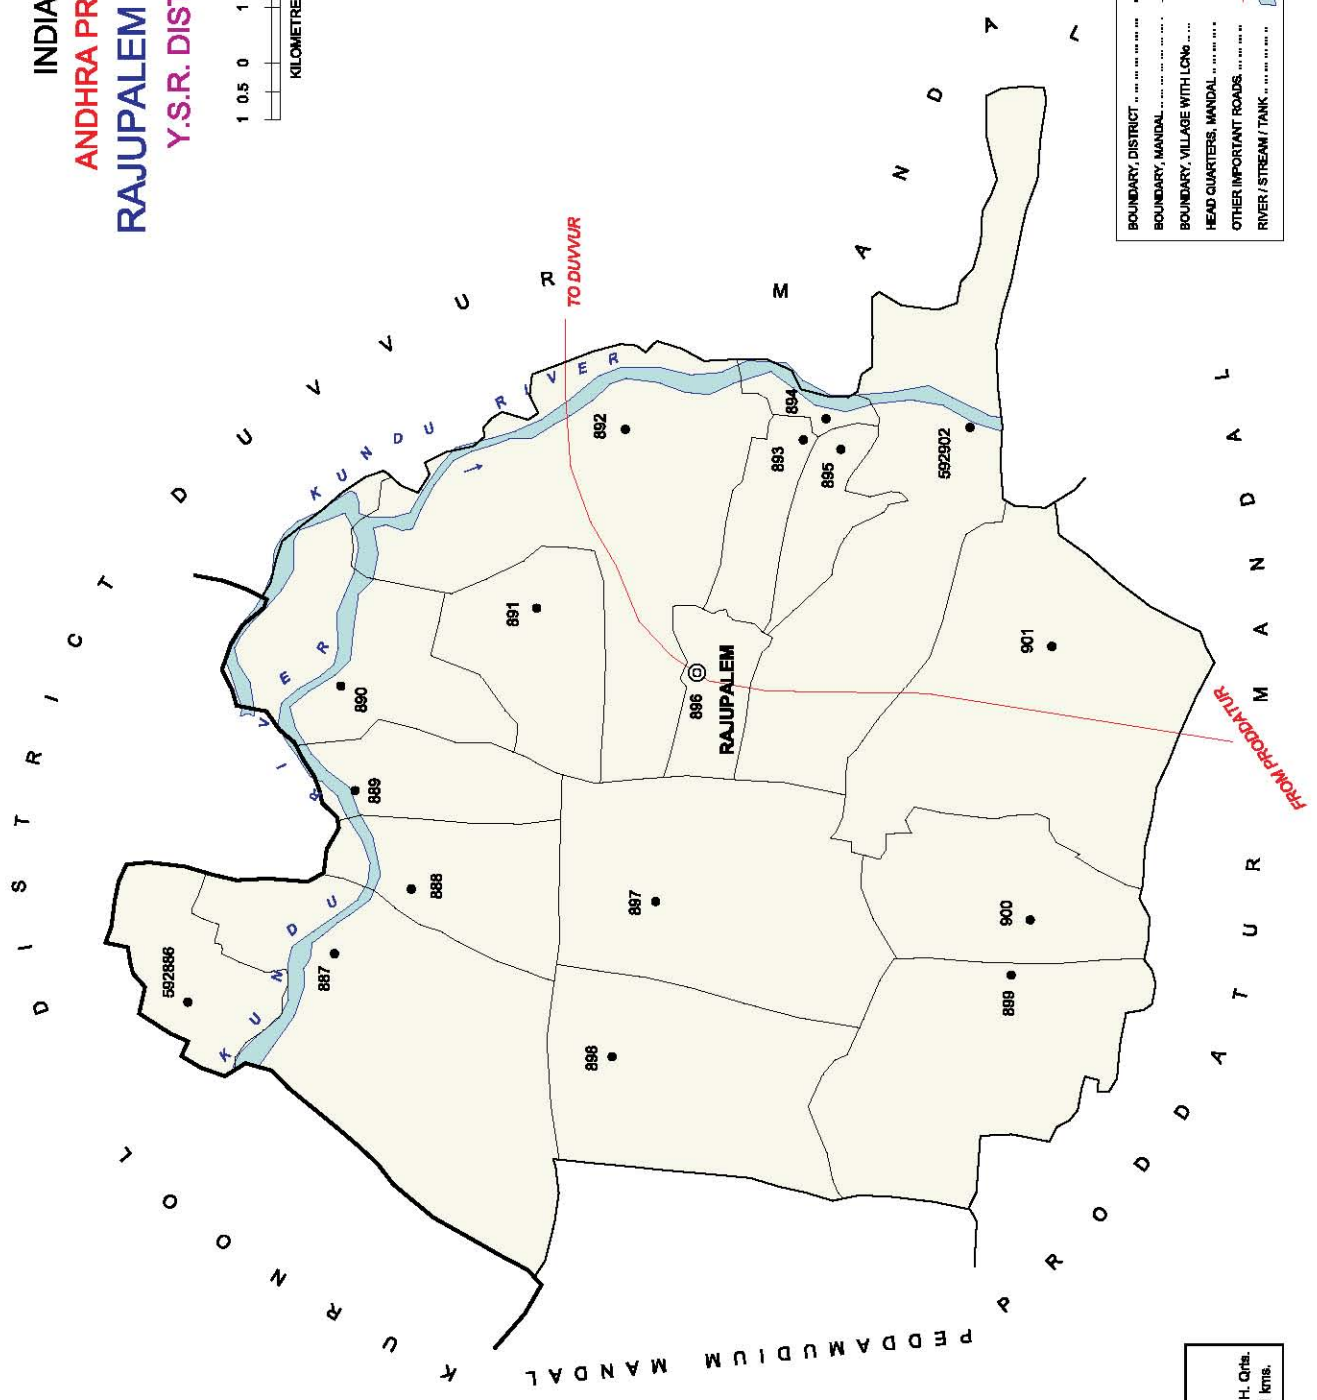 INDIA
ANDHRA PR
RAJUPALEM
Y.S.R. DIST
1 0.5 0 1
KILOMETRE
KURNOOL DISTRICT
DUVVUR MANDAL
PEDDAMUDIUM MANDAL
PRODDATUR MANDAL
KUNDU RIVER
KUNDU RIVER
TO DUVVUR
FROM PRODDATUR
592886
887
888
889
890
891
892
893
894
895
896
RAJUPALEM
897
898
899
900
901
592902
BOUNDARY, DISTRICT
BOUNDARY, MANDAL
BOUNDARY, VILLAGE WITH LCNo
HEAD QUARTERS, MANDAL
OTHER IMPORTANT ROADS
RIVER / STREAM / TANK
H. Qrts.
kms.